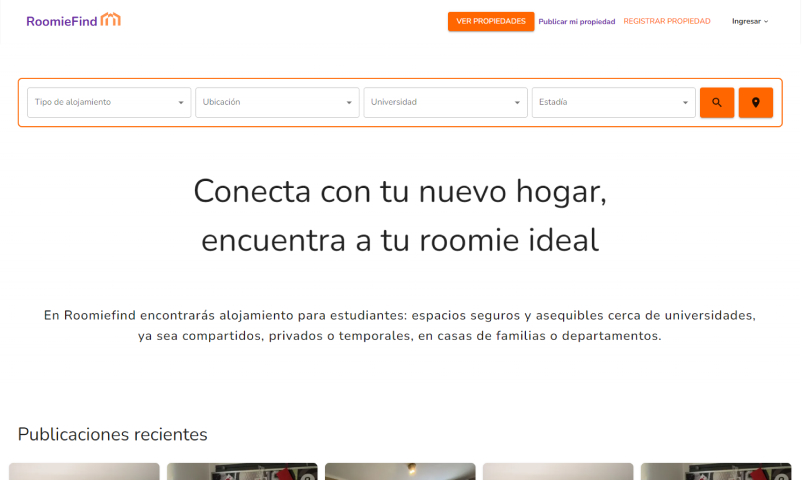 RoomieFind
VER PROPIEDADES
Publicar mi propiedad
REGISTRAR PROPIEDAD
Ingresar
Tipo de alojamiento
Ubicación
Universidad
Estadía
Conecta con tu nuevo hogar,
encuentra a tu roomie ideal
En Roomiefind encontrarás alojamiento para estudiantes: espacios seguros y asequibles cerca de universidades,
ya sea compartidos, privados o temporales, en casas de familias o departamentos.
Publicaciones recientes